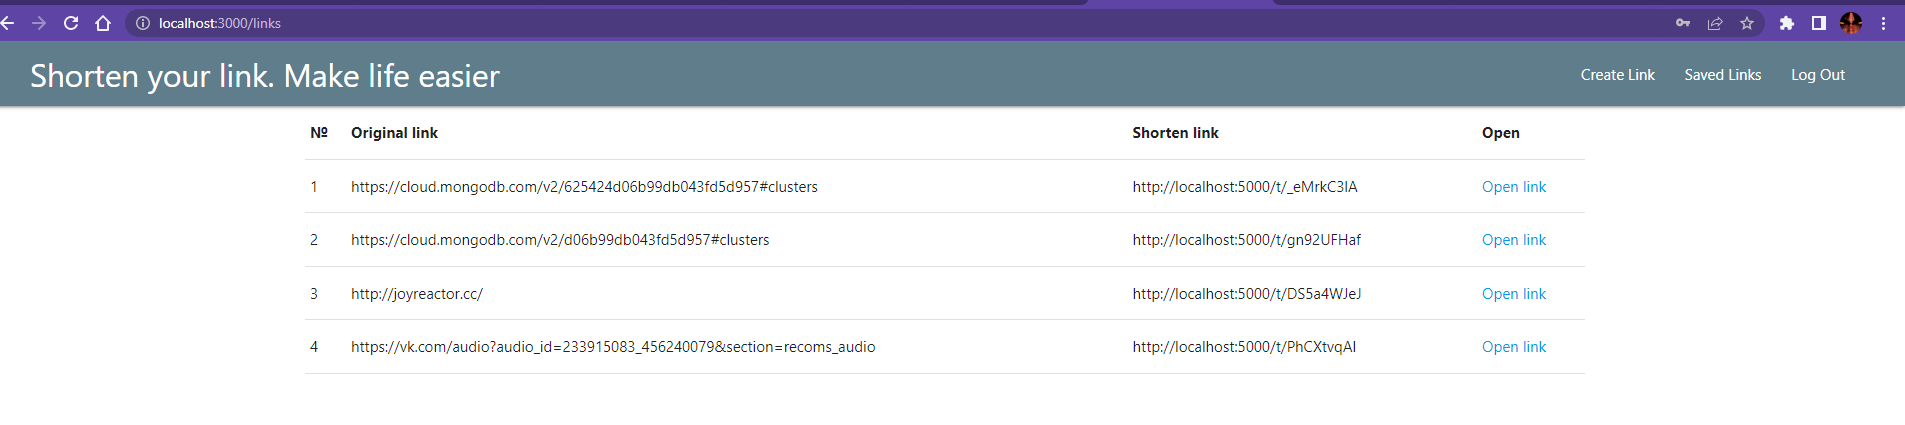 localhost:3000/links
Shorten your link. Make life easier Create Link Saved Links Log Out
№ Original link Shorten link Open
1 https://cloud.mongodb.com/v2/625424d06b99db043fd5d957#clusters http://localhost:5000/t/_eMrkC3IA Open link
2 https://cloud.mongodb.com/v2/d06b99db043fd5d957#clusters http://localhost:5000/t/gn92UFHaf Open link
3 http://joyreactor.cc/ http://localhost:5000/t/DS5a4WJeJ Open link
4 https://vk.com/audio?audio_id=233915083_456240079&section=recoms_audio http://localhost:5000/t/PhCXtvqAI Open link